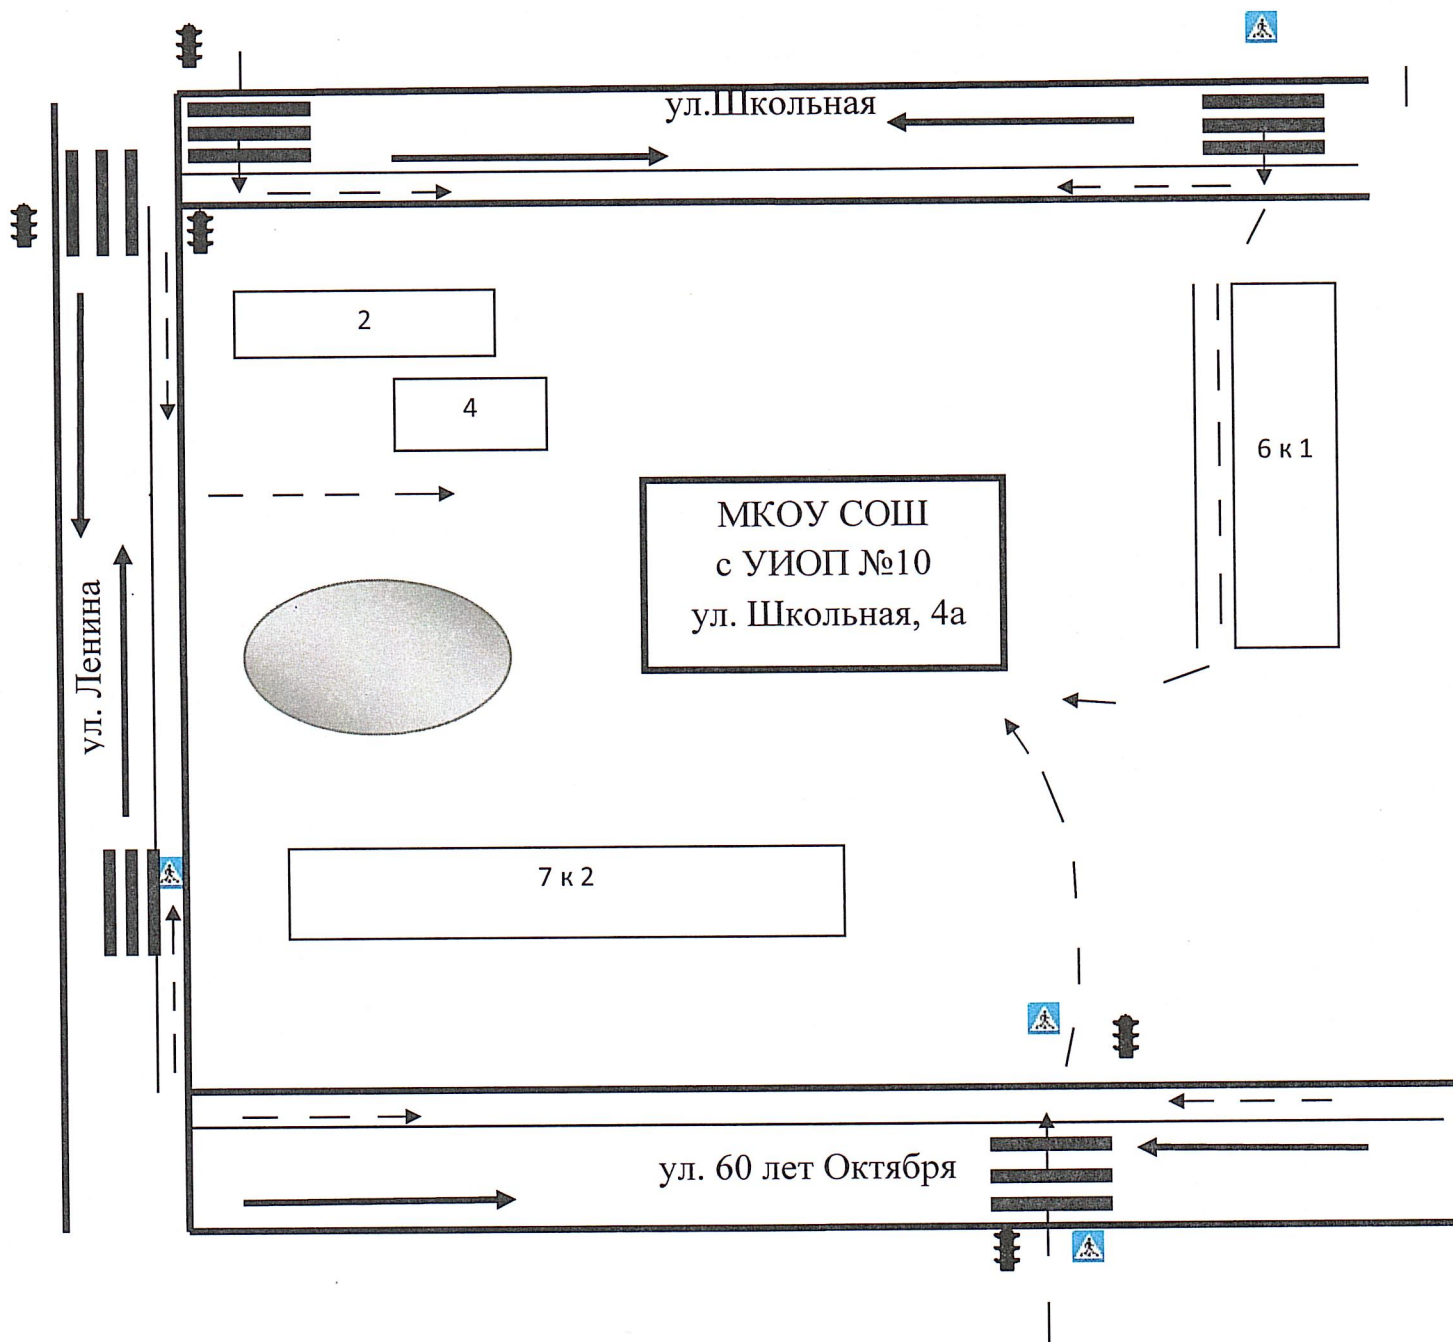 ул.Школьная
2
4
6 к 1
МКОУ СОШ
с УИОП №10
ул. Школьная, 4а
ул. Ленина
7 к 2
ул. 60 лет Октября